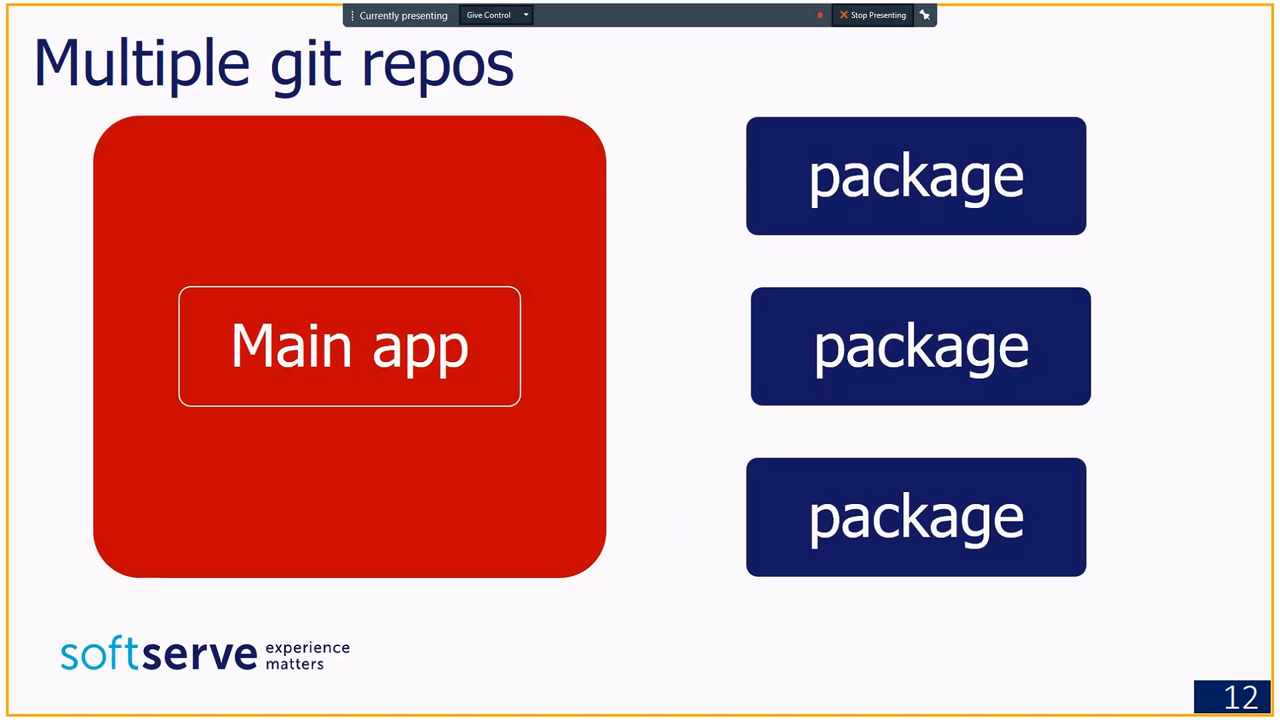 Currently presenting
Give Control
Stop Presenting
Multiple git repos
Main app
package
package
package
softserve experience
matters
12